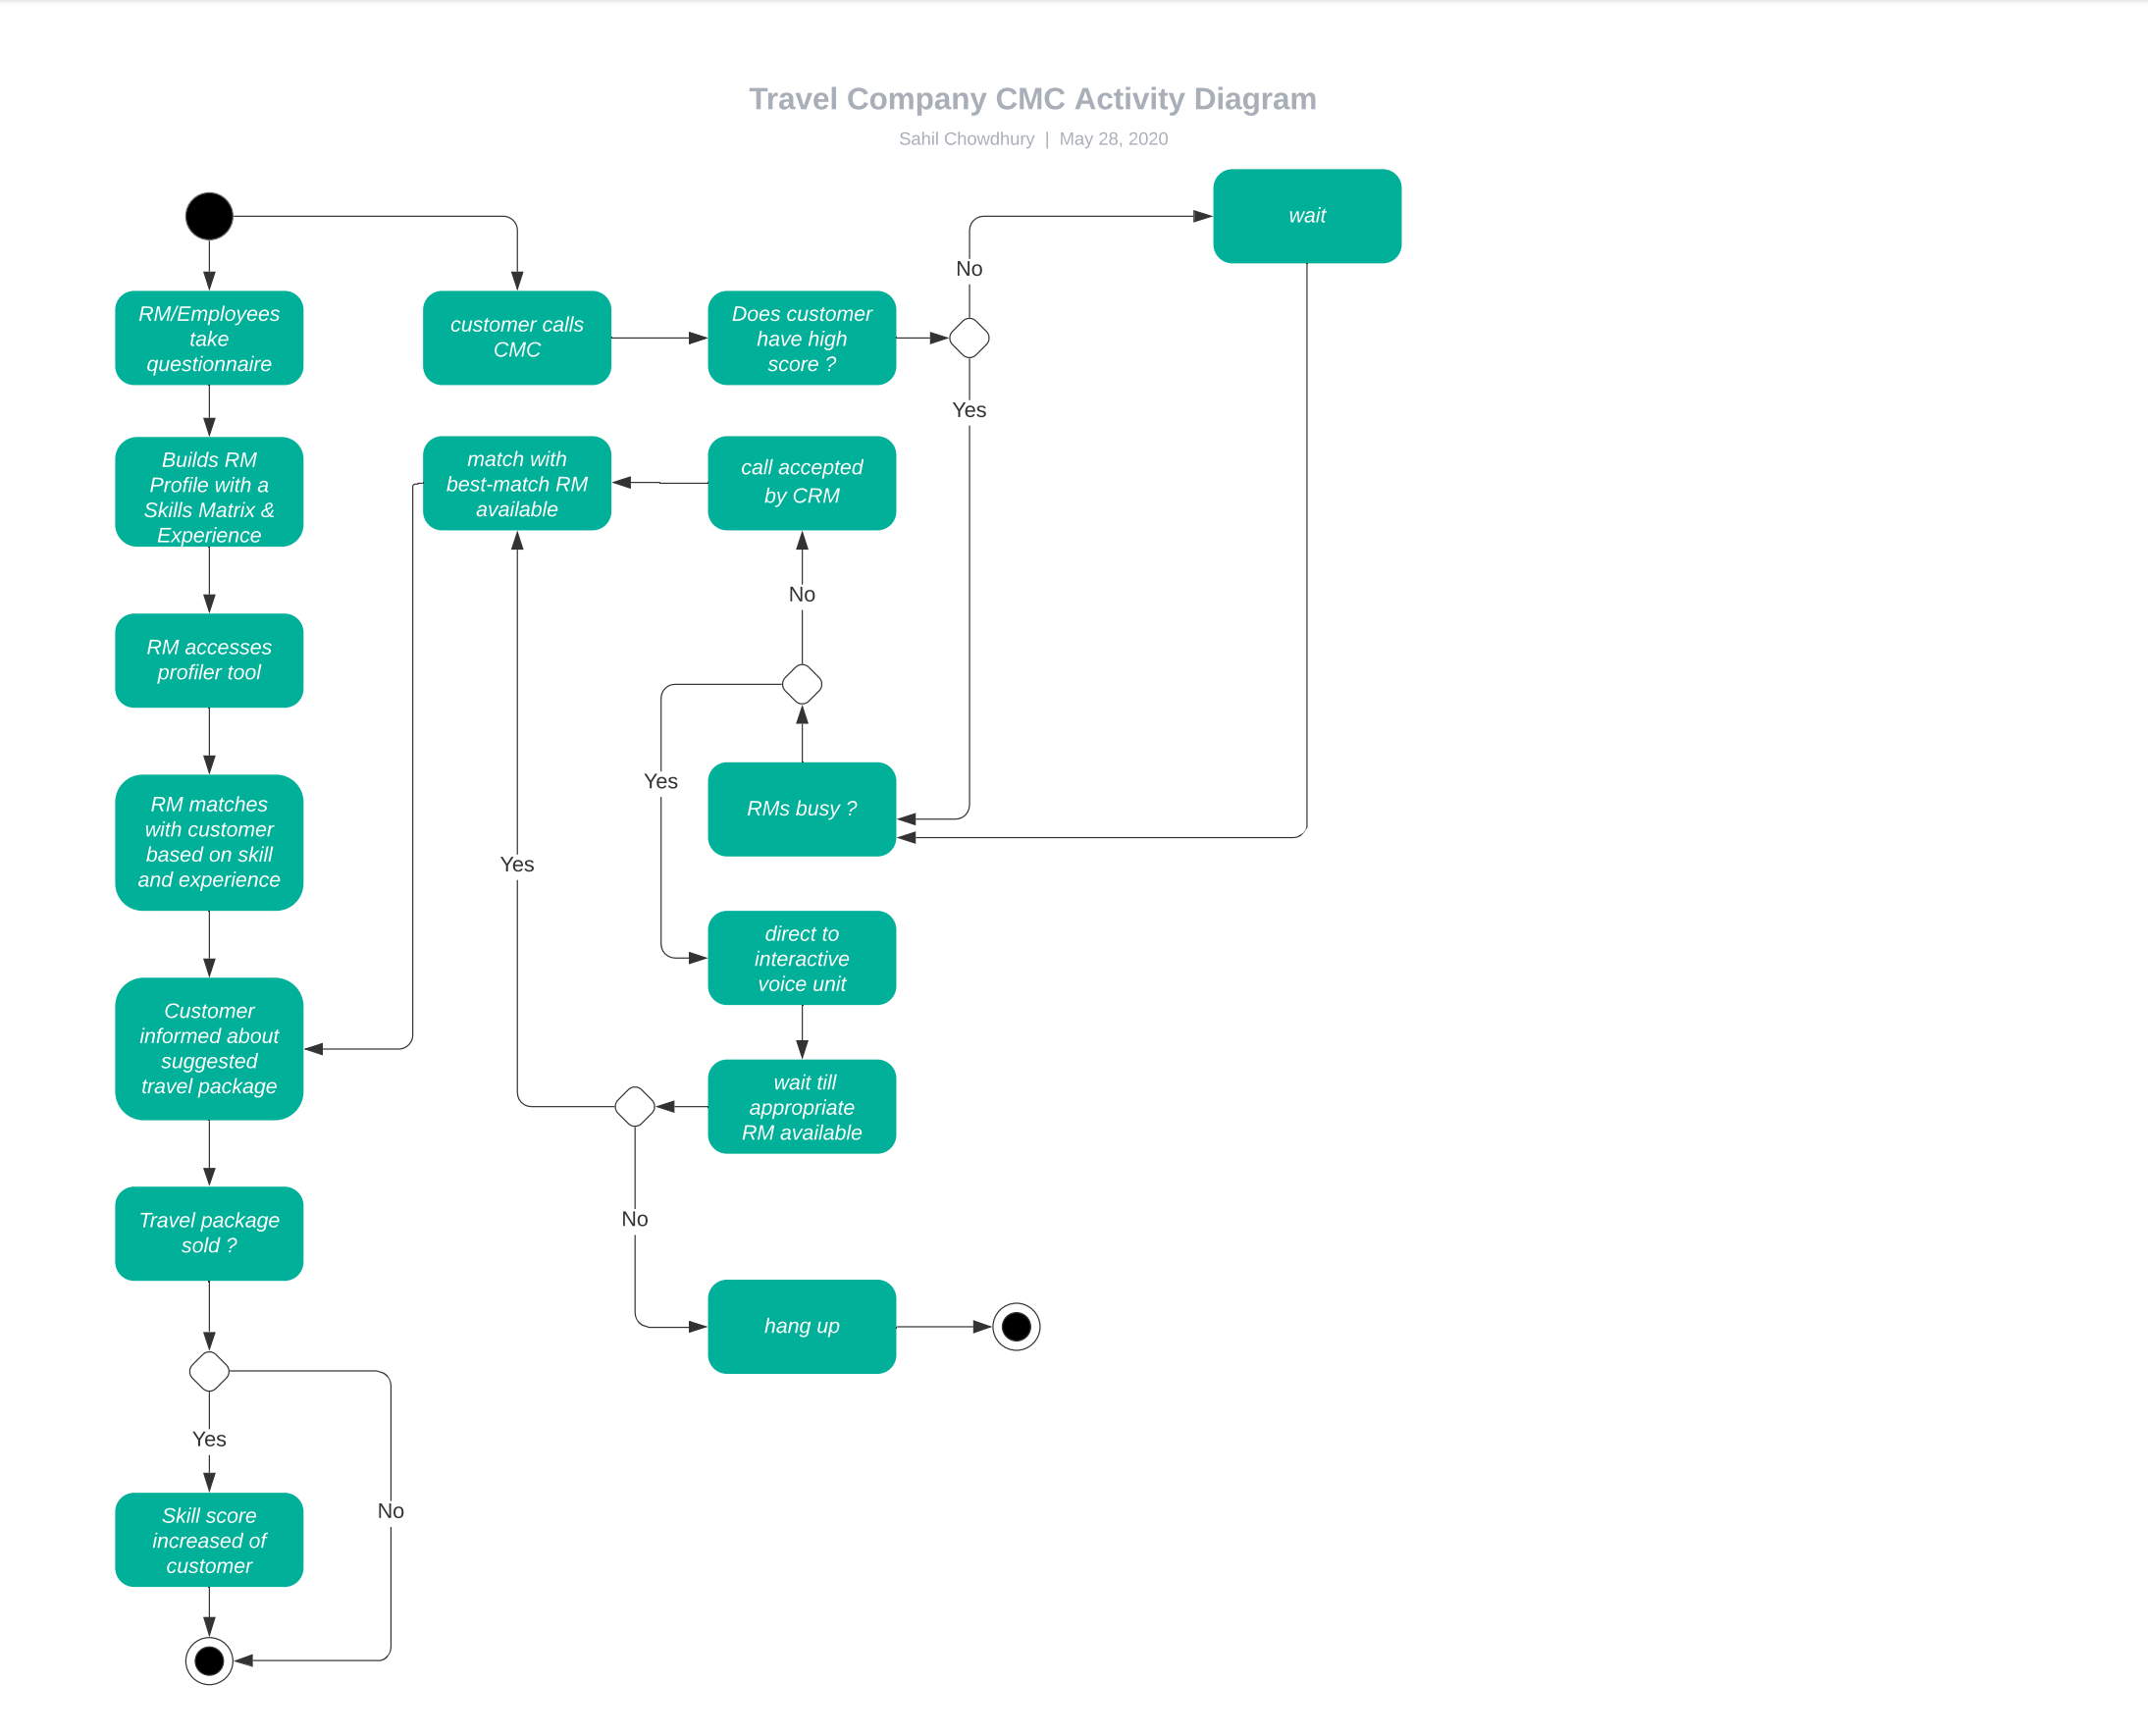 Travel Company CMC Activity Diagram
Sahil Chowdhury | May 28, 2020
wait
No
RM/Employees
take
questionnaire
customer calls
CMC
Does customer
have high
score ?
Yes
Builds RM
Profile with a
Skills Matrix &
Experience
match with
best-match RM
available
call accepted
by CRM
No
RM accesses
profiler tool
Yes
RMs busy ?
RM matches
with customer
based on skill
and experience
Yes
direct to
interactive
voice unit
Customer
informed about
suggested
travel package
wait till
appropriate
RM available
No
Travel package
sold ?
hang up
Yes
No
Skill score
increased of
customer